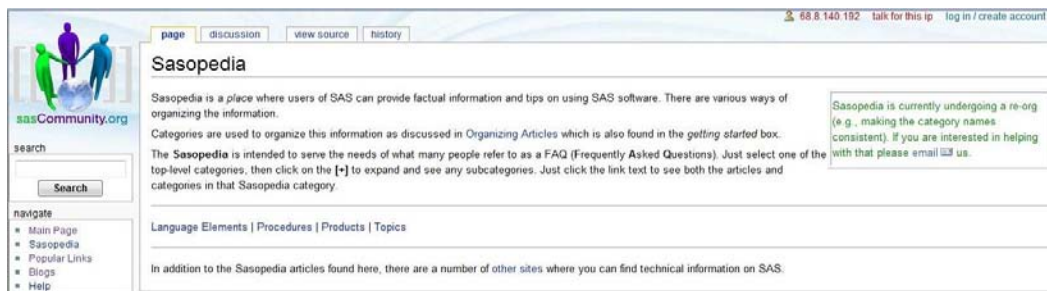 68.8.140.192 talk for this ip log in / create account
page discussion view source history
sasCommunity.org
search
Search
navigate
Main Page
Sasopedia
Popular Links
Blogs
Help
Sasopedia
Sasopedia is a place where users of SAS can provide factual information and tips on using SAS software. There are various ways of
organizing the information.
Categories are used to organize this information as discussed in Organizing Articles which is also found in the getting started box.
The Sasopedia is intended to serve the needs of what many people refer to as a FAQ (Frequently Asked Questions). Just select one of the
top-level categories, then click on the [+] to expand and see any subcategories. Just click the link text to see both the articles and
categories in that Sasopedia category.
Sasopedia is currently undergoing a re-org
(e.g., making the category names
consistent). If you are interested in helping
with that please email us.
Language Elements | Procedures | Products | Topics
In addition to the Sasopedia articles found here, there are a number of other sites where you can find technical information on SAS.